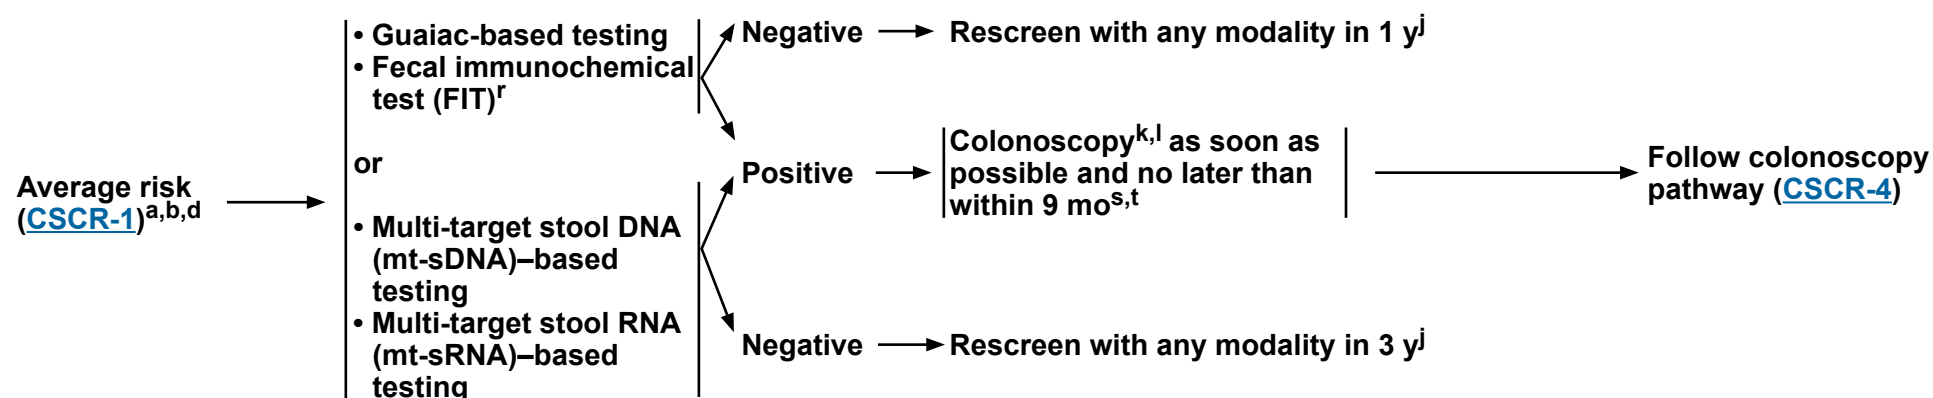 Average risk
(CSCR-1)a,b,d
• Guaiac-based testing
• Fecal immunochemical
test (FIT)r
or
• Multi-target stool DNA
(mt-sDNA)–based
testing
• Multi-target stool RNA
(mt-sRNA)–based
testing
Negative
Rescreen with any modality in 1 yj
Positive
Colonoscopyk,l as soon as
possible and no later than
within 9 mos,t
Follow colonoscopy
pathway (CSCR-4)
Negative
Rescreen with any modality in 3 yj